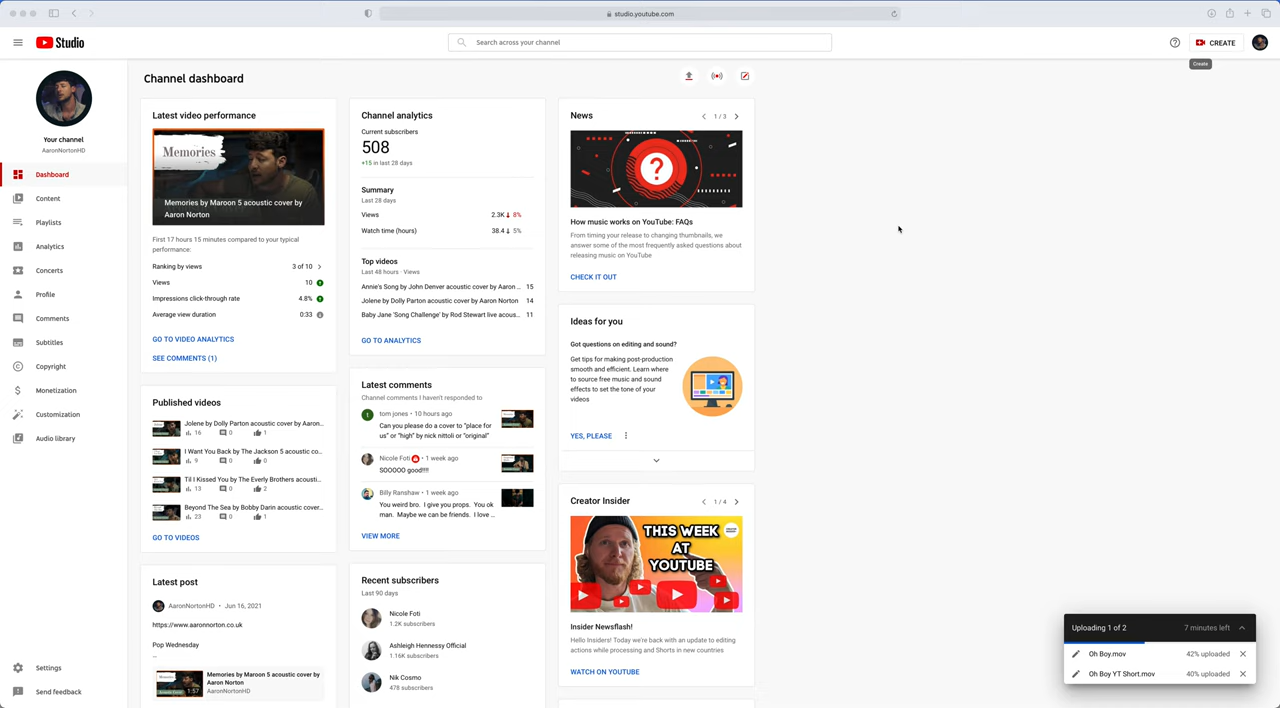 studio.youtube.com
Studio
Search across your channel
CREATE
Create
Your channel
AaronNortonHD
Dashboard
Content
Playlists
Analytics
Concerts
Profile
Comments
Subtitles
Copyright
Monetization
Customization
Audio library
Settings
Send feedback
Channel dashboard
Latest video performance
Memories
Memories by Maroon 5 acoustic cover by
Aaron Norton
First 17 hours 15 minutes compared to your typical
performance:
Ranking by views 3 of 10
Views 10
Impressions click-through rate 4.8%
Average view duration 0:33
GO TO VIDEO ANALYTICS
SEE COMMENTS (1)
Published videos
Jolene by Dolly Parton acoustic cover by Aaron...
16 0 1
I Want You Back by The Jackson 5 acoustic co...
9 0 0
Til I Kissed You by The Everly Brothers acousti...
13 0 2
Beyond The Sea by Bobby Darin acoustic cover...
23 0 1
GO TO VIDEOS
Latest post
AaronNortonHD • Jun 16, 2021
https://www.aaronnorton.co.uk
Pop Wednesday
...
1:57
Memories by Maroon 5 acoustic cover by
Aaron Norton
AaronNortonHD
Channel analytics
Current subscribers
508
+15 in last 28 days
Summary
Last 28 days
Views 2.3K 8%
Watch time (hours) 38.4 5%
Top videos
Last 48 hours · Views
Annie's Song by John Denver acoustic cover by Aaron ... 15
Jolene by Dolly Parton acoustic cover by Aaron Norton 14
Baby Jane 'Song Challenge' by Rod Stewart live acous... 11
GO TO ANALYTICS
Latest comments
Channel comments I haven't responded to
t
tom jones • 10 hours ago
Can you please do a cover to "place for
us" or "high" by nick nittoli or "original"
Nicole Foti • 1 week ago
SOOOOO good!!!!
Billy Ranshaw • 1 week ago
You weird bro. I give you props. You ok
man. Maybe we can be friends. I love ...
VIEW MORE
Recent subscribers
Last 90 days
Nicole Foti
1.2K subscribers
Ashleigh Hennessy Official
1.16K subscribers
Nik Cosmo
478 subscribers
News
1 / 3
How music works on YouTube: FAQs
From timing your release to changing thumbnails, we
answer some of the most frequently asked questions about
releasing music on YouTube
CHECK IT OUT
Ideas for you
Got questions on editing and sound?
Get tips for making post-production
smooth and efficient. Learn where
to source free music and sound
effects to set the tone of your
videos
YES, PLEASE
Creator Insider
1 / 4
THIS WEEK
AT
YOUTUBE
Insider Newsflash!
Hello Insiders! Today we're back with an update to editing
actions while processing and Shorts in new countries
WATCH ON YOUTUBE
Uploading 1 of 2 7 minutes left
Oh Boy.mov 42% uploaded
Oh Boy YT Short.mov 40% uploaded